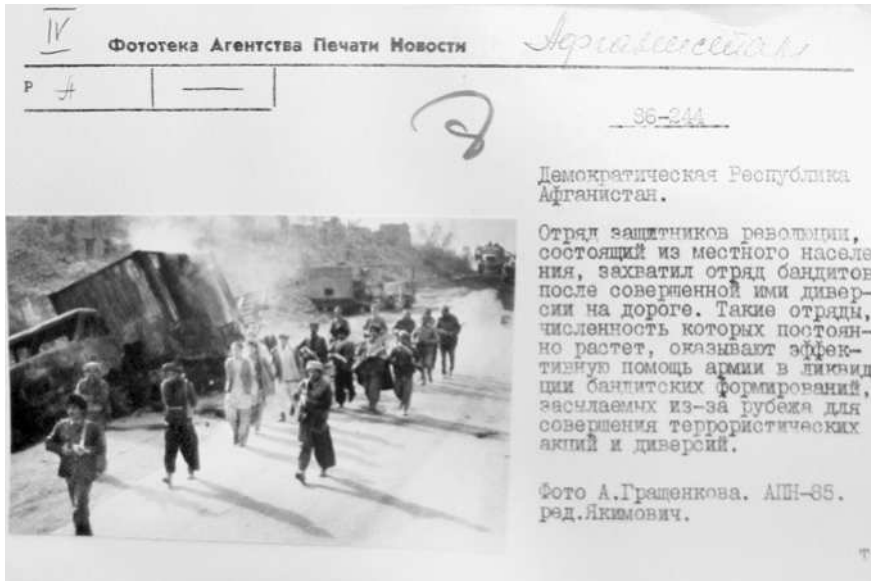 IV
Фототека Агентства Печати Новости
Афганистан
Р А
86-244
Демократическая Республика
Афганистан.
Отряд защитников революции,
состоящий из местного населе
ния, захватил отряд бандитов
после совершенной ими дивер-
сии на дороге. Такие отряды,
численность которых постоян-
но растет, оказывают эффек-
тивную помощь армии в ликвид
ции бандитских формирований,
засылаемых из-за рубежа для
совершения террористических
акций и диверсий.
Фото А.Гращенкова. АПН-85.
ред.Якимович.
т